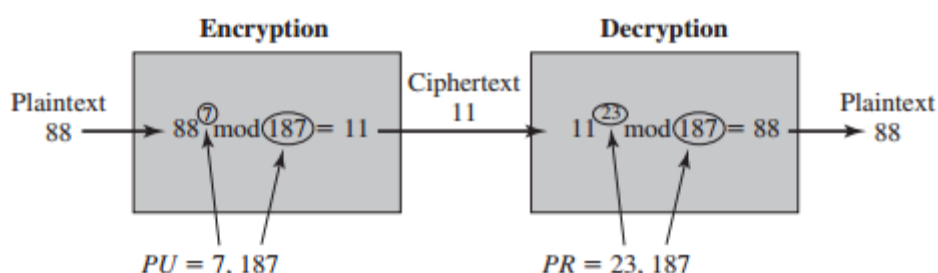 Encryption
Decryption
Plaintext
88
88^7 mod 187 = 11
Ciphertext
11
11^23 mod 187 = 88
Plaintext
88
PU = 7, 187
PR = 23, 187